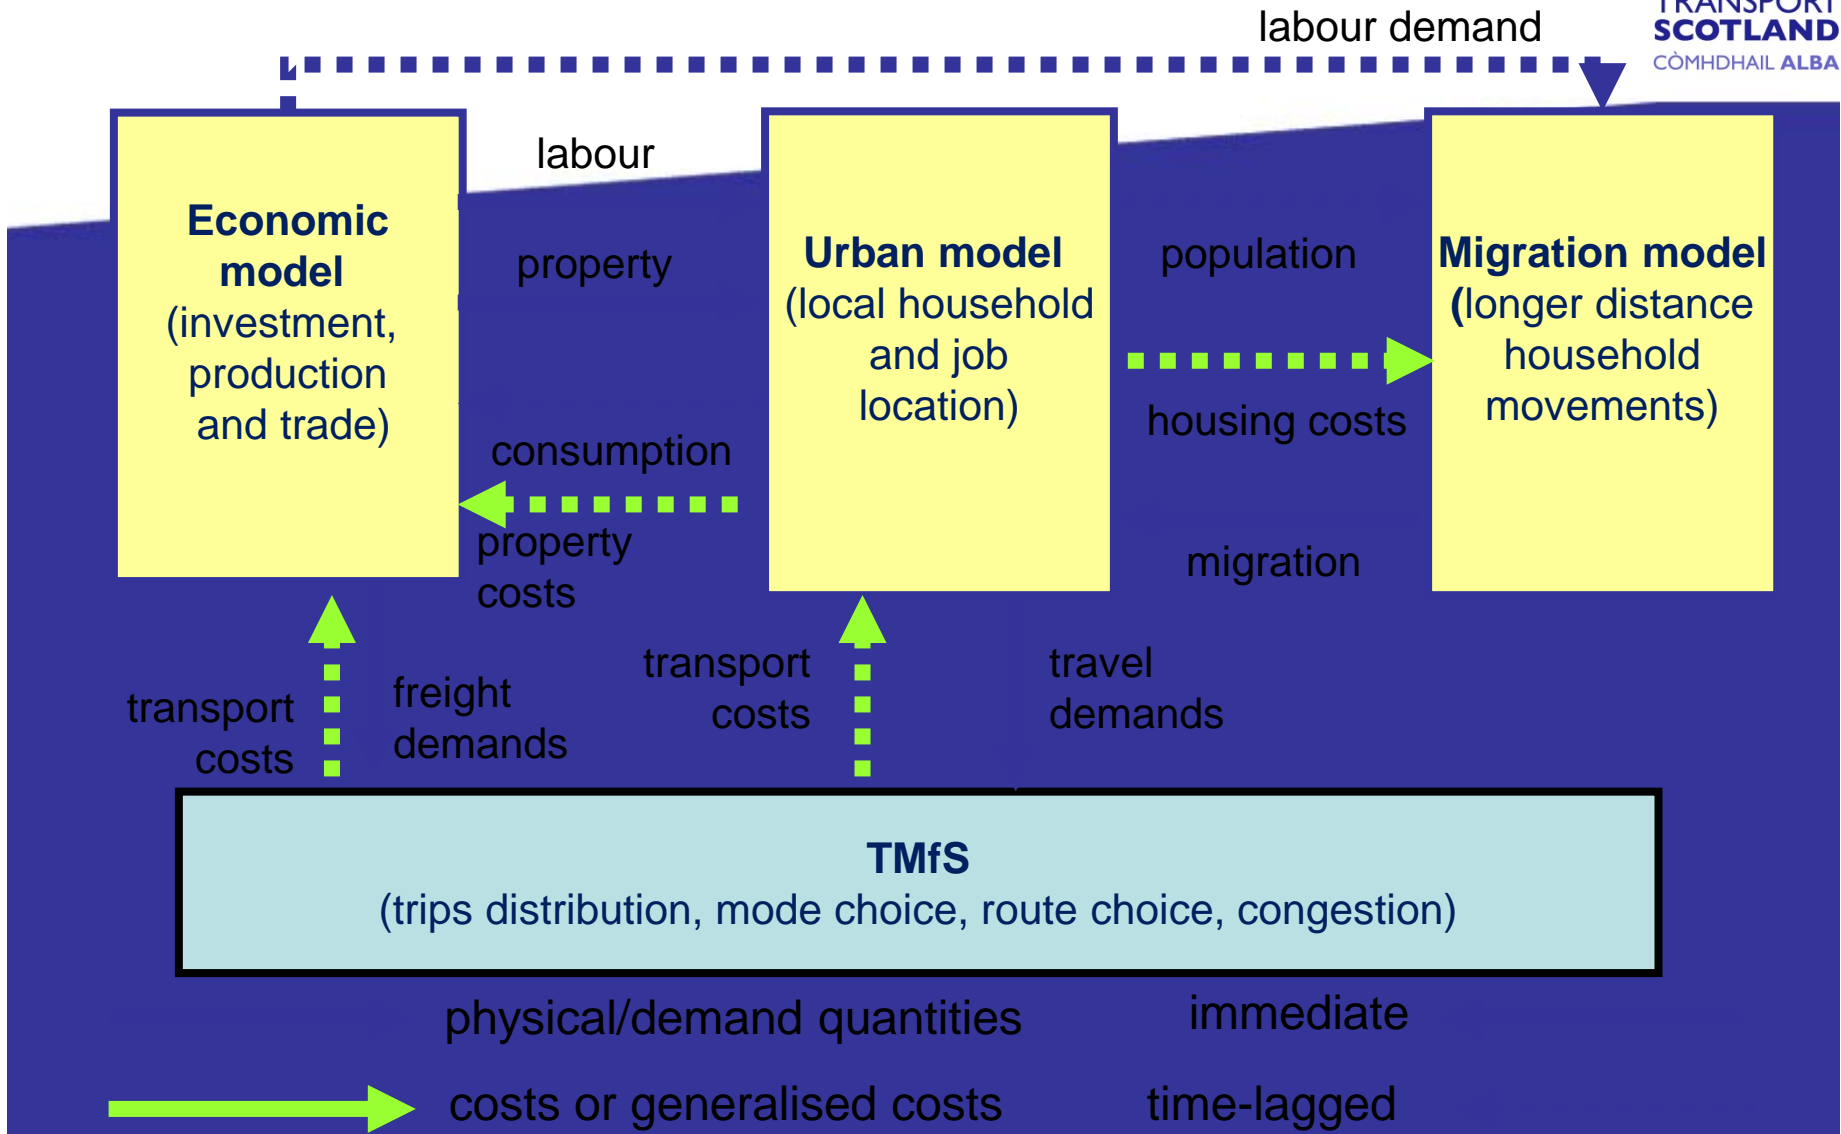 TRANSPORT
SCOTLAND
CÒMHDHAIL ALBA
labour demand
labour
property
consumption
property
costs
population
housing costs
migration
Economic
model
(investment,
production
and trade)
Urban model
(local household
and job
location)
Migration model
(longer distance
household
movements)
transport
costs
freight
demands
transport
costs
travel
demands
TMfS
(trips distribution, mode choice, route choice, congestion)
physical/demand quantities
immediate
costs or generalised costs
time-lagged